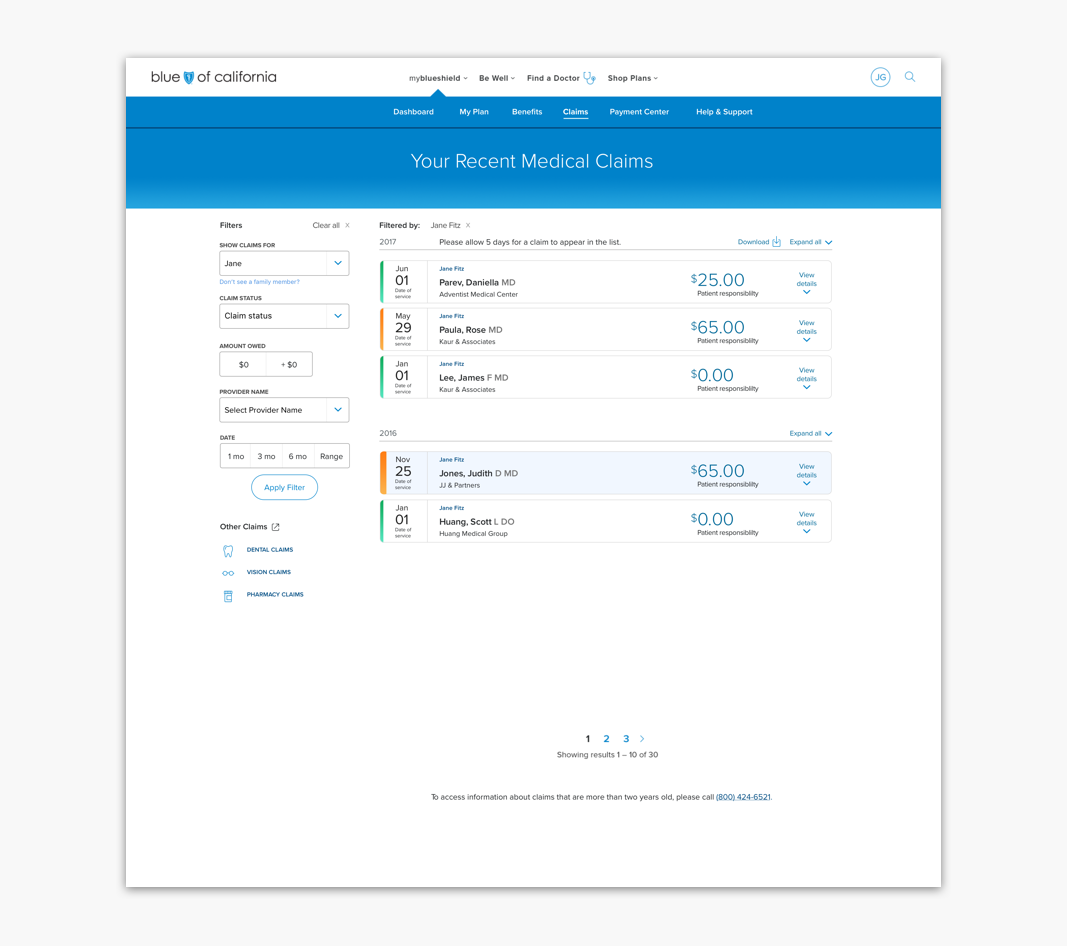 blue of california
myblueshield
Be Well
Find a Doctor
Shop Plans
JG
Dashboard
My Plan
Benefits
Claims
Payment Center
Help & Support
Your Recent Medical Claims
Filters
Clear all X
SHOW CLAIMS FOR
Jane
Don't see a family member?
CLAIM STATUS
Claim status
AMOUNT OWED
$0
+ $0
PROVIDER NAME
Select Provider Name
DATE
1 mo
3 mo
6 mo
Range
Apply Filter
Other Claims
DENTAL CLAIMS
VISION CLAIMS
PHARMACY CLAIMS
Filtered by: Jane Fitz X
2017
Please allow 5 days for a claim to appear in the list.
Download
Expand all
Jun
01
Date of
service
Jane Fitz
Parev, Daniella MD
Adventist Medical Center
$25.00
Patient responsiblity
View
details
May
29
Date of
service
Jane Fitz
Paula, Rose MD
Kaur & Associates
$65.00
Patient responsiblity
View
details
Jan
01
Date of
service
Jane Fitz
Lee, James F MD
Kaur & Associates
$0.00
Patient responsiblity
View
details
2016
Expand all
Nov
25
Date of
service
Jane Fitz
Jones, Judith D MD
JJ & Partners
$65.00
Patient responsiblity
View
details
Jan
01
Date of
service
Jane Fitz
Huang, Scott L DO
Huang Medical Group
$0.00
Patient responsiblity
View
details
1 2 3
Showing results 1 – 10 of 30
To access information about claims that are more than two years old, please call (800) 424-6521.